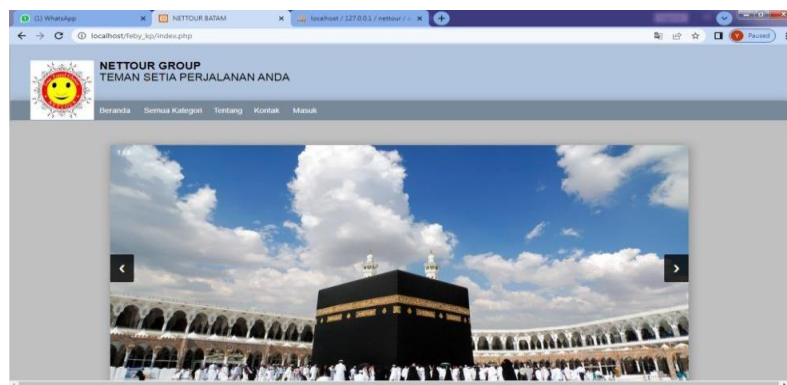 (1) WhatsApp
NETTOUR BATAM
localhost / 127.0.0.1 / nettour /
localhost/feby_kp/index.php
Paused
NETTOUR GROUP
TEMAN SETIA PERJALANAN ANDA
Beranda Semua Kategori Tentang Kontak Masuk